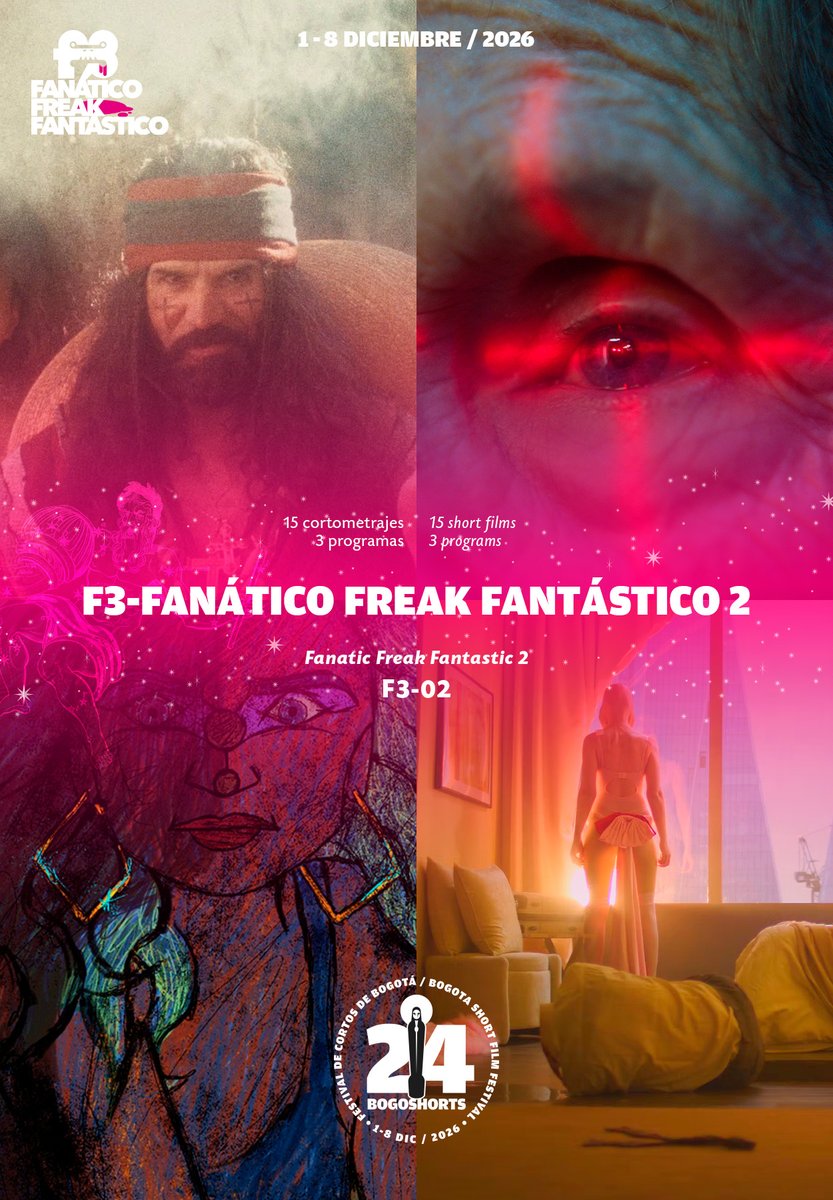 1 - 8 DICIEMBRE / 2026
f3
FANÁTICO
FREAK
FANTÁSTICO
15 cortometrajes
3 programas
15 short films
3 programs
F3-FANÁTICO FREAK FANTÁSTICO 2
Fanatic Freak Fantastic 2
F3-02
FESTIVAL DE CORTOS DE BOGOTÁ / BOGOTA SHORT FILM FESTIVAL
24
BOGOSHORTS
• 1-8 DIC / 2026 •